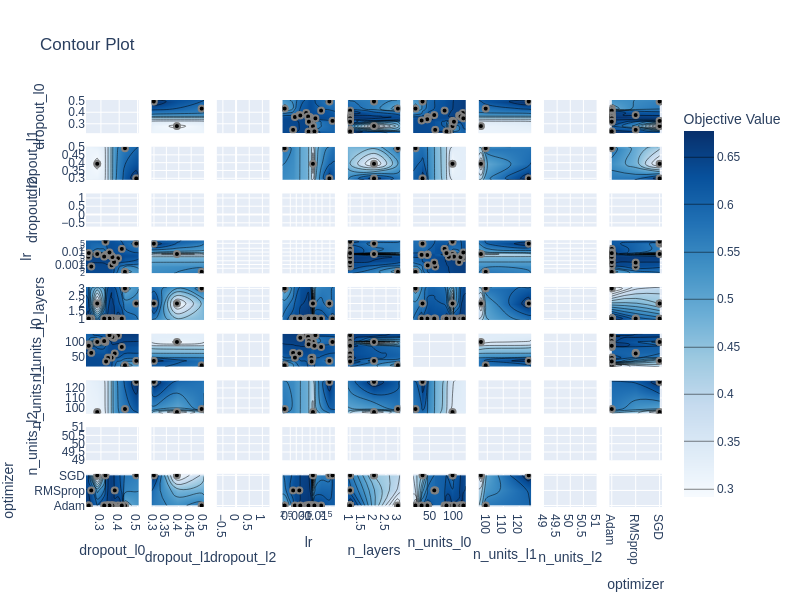 Contour Plot
Objective Value
dropout_l0
0.5
0.4
0.3
dropout_l1
0.5
0.45
0.4
0.35
0.3
dropout_l2
1
0.5
0
−0.5
lr
0.01
0.001
n_layers
3
2.5
2
1.5
1
n_units_l0
100
50
n_units_l1
120
110
100
n_units_l2
51
50.5
50
49.5
49
optimizer
SGD
RMSprop
Adam
0.3 0.4 0.5
0.3 0.35 0.4 0.45 0.5
−0.5 0 0.5 1
1 1.5 2 2.5 3
50 100
100 110 120
49 49.5 50 50.5 51
Adam RMSprop SGD
dropout_l0
dropout_l1
dropout_l2
lr
n_layers
n_units_l0
n_units_l1
n_units_l2
optimizer
0.65
0.6
0.55
0.5
0.45
0.4
0.35
0.3